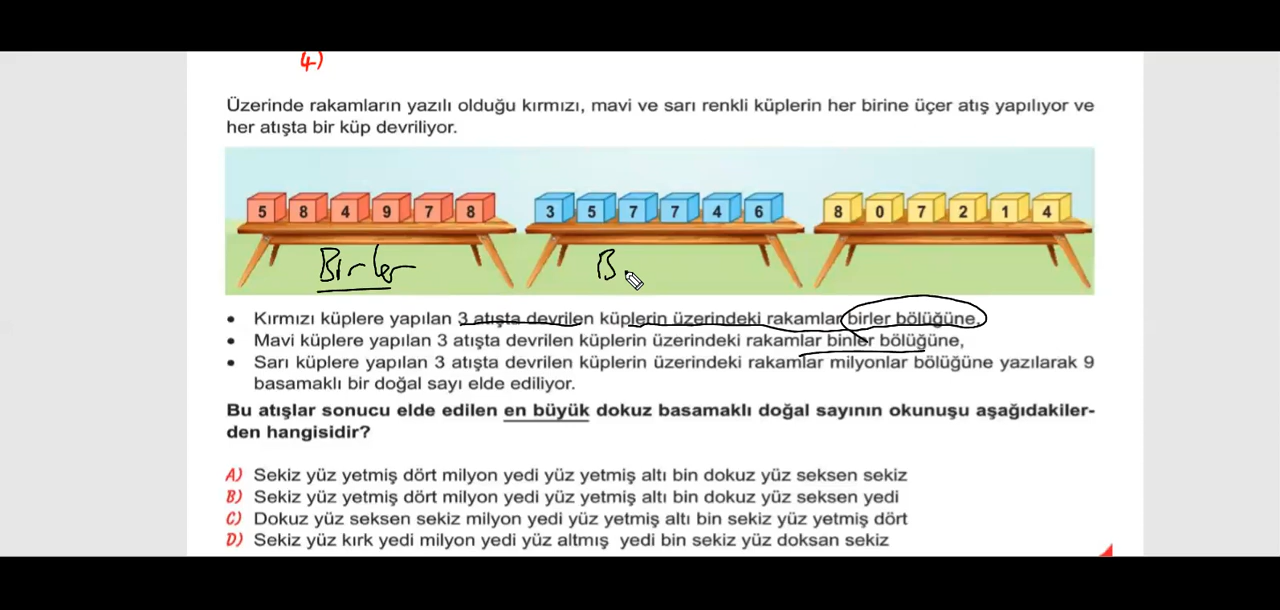 4)
Üzerinde rakamların yazılı olduğu kırmızı, mavi ve sarı renkli küplerin her birine üçer atış yapılıyor ve
her atışta bir küp devriliyor.
5 8 4 9 7 8 3 5 7 7 4 6 8 0 7 2 1 4
Birler B
• Kırmızı küplere yapılan 3 atışta devrilen küplerin üzerindeki rakamlar birler bölüğüne,
• Mavi küplere yapılan 3 atışta devrilen küplerin üzerindeki rakamlar binler bölüğüne,
• Sarı küplere yapılan 3 atışta devrilen küplerin üzerindeki rakamlar milyonlar bölüğüne yazılarak 9
basamaklı bir doğal sayı elde ediliyor.
Bu atışlar sonucu elde edilen en büyük dokuz basamaklı doğal sayının okunuşu aşağıdakiler-
den hangisidir?
A) Sekiz yüz yetmiş dört milyon yedi yüz yetmiş altı bin dokuz yüz seksen sekiz
B) Sekiz yüz yetmiş dört milyon yedi yüz yetmiş altı bin dokuz yüz seksen yedi
C) Dokuz yüz seksen sekiz milyon yedi yüz yetmiş altı bin sekiz yüz yetmiş dört
D) Sekiz yüz kırk yedi milyon yedi yüz altmış yedi bin sekiz yüz doksan sekiz